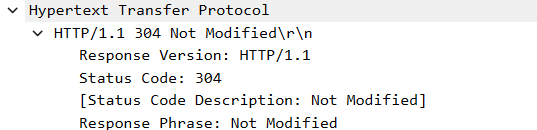 Hypertext Transfer Protocol
HTTP/1.1 304 Not Modified\r\n
Response Version: HTTP/1.1
Status Code: 304
[Status Code Description: Not Modified]
Response Phrase: Not Modified